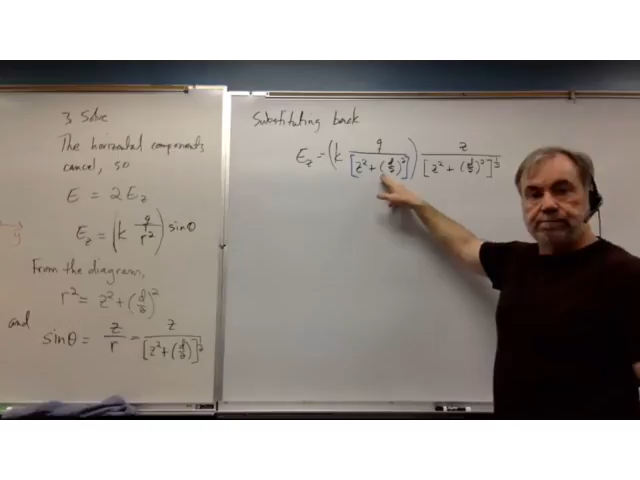 3. Solve
The horizontal components
cancel, so
E = 2E_z
E_z = (k q/r²) sinθ
From the diagram,
r² = z² + (d/2)²
and
sinθ = z/r = z/[z² + (d/2)]^½
Substituting back
E_z = (k q/[z² + (d/2)²]) z/[z² + (d/2)²]^½